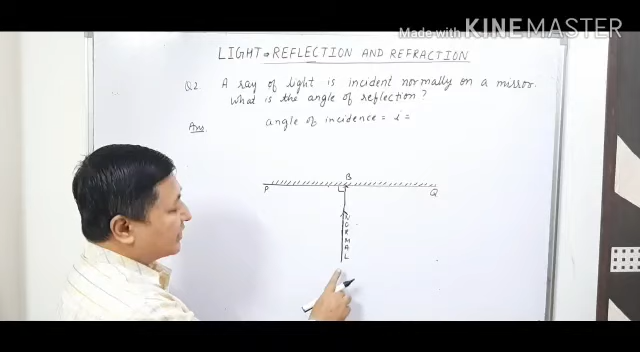 Made with KINEMASTER
LIGHT - REFLECTION AND REFRACTION
Q2 A ray of light is incident normally on a mirror.
What is the angle of reflection?
Ans. angle of incidence = i =
B
P L Q
NORMAL